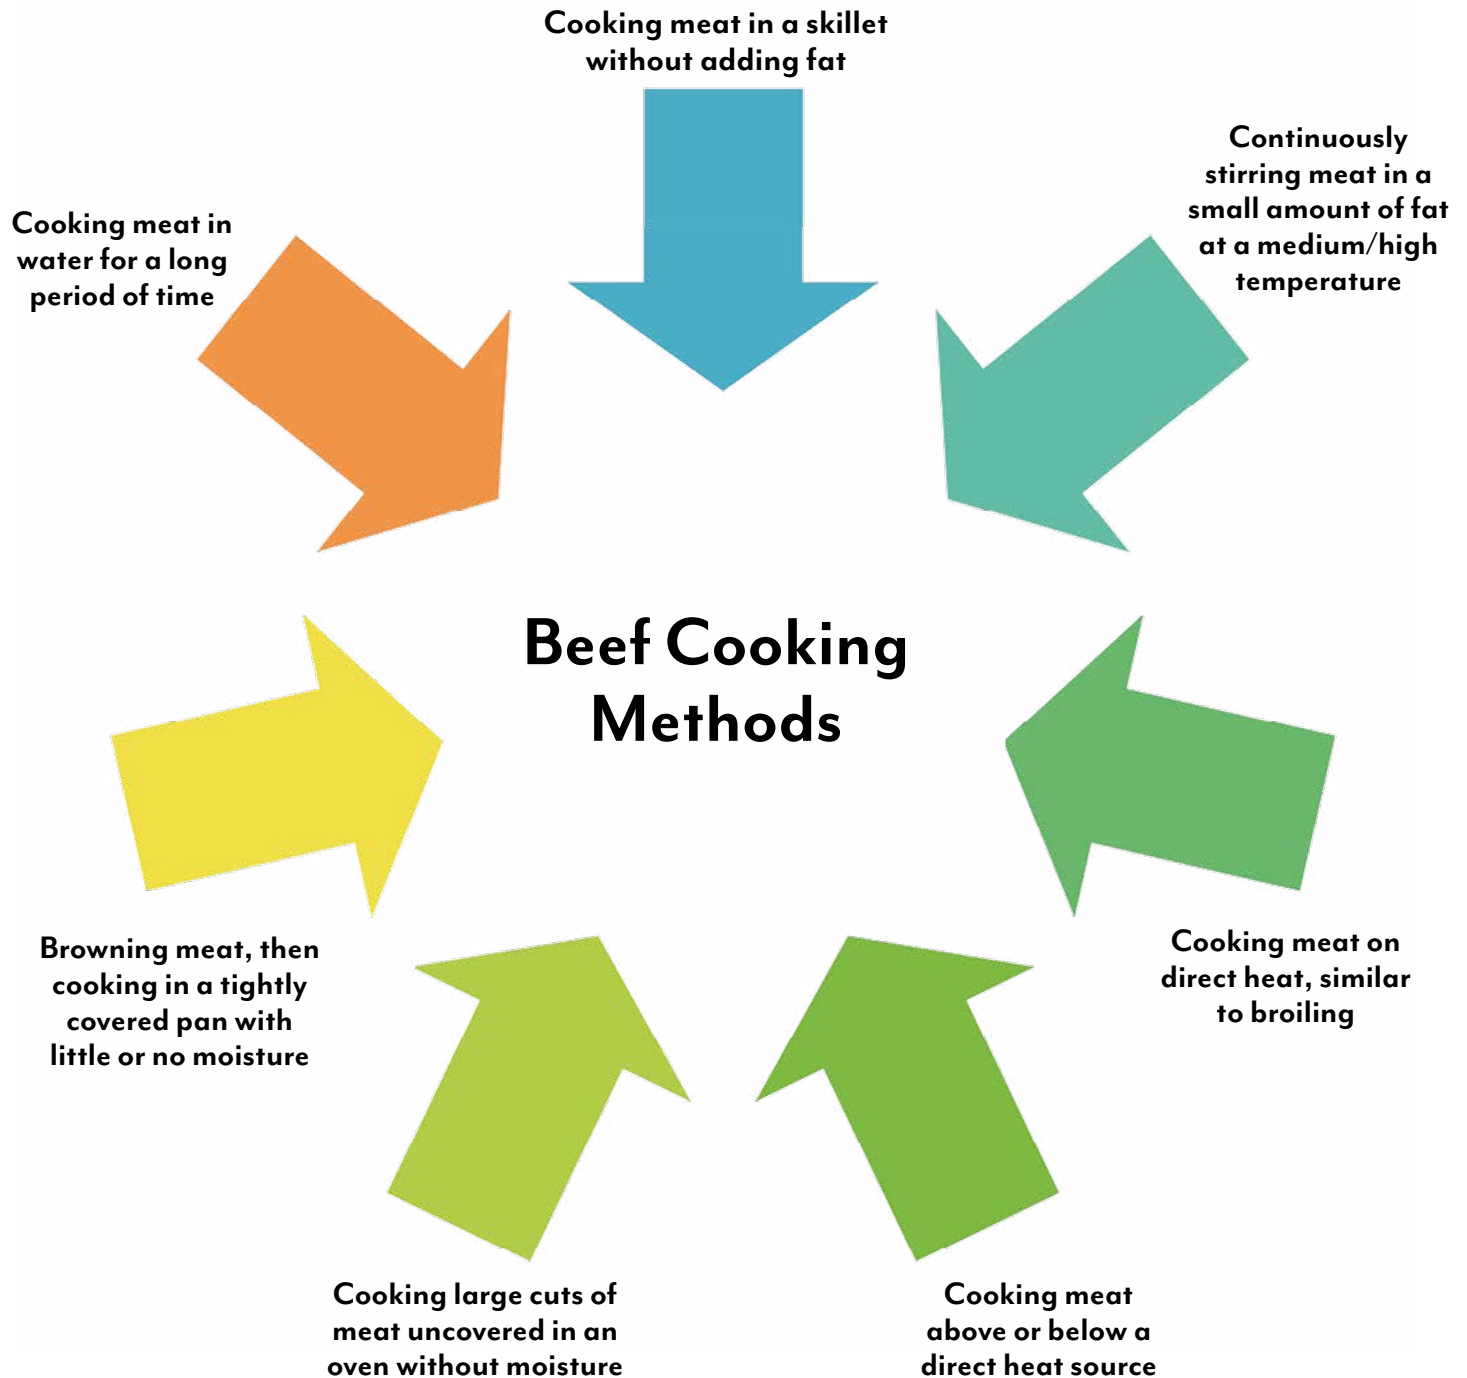 Cooking meat in a skillet
without adding fat
Continuously
stirring meat in a
small amount of fat
at a medium/high
temperature
Cooking meat in
water for a long
period of time
Beef Cooking
Methods
Browning meat, then
cooking in a tightly
covered pan with
little or no moisture
Cooking meat on
direct heat, similar
to broiling
Cooking large cuts of
meat uncovered in an
oven without moisture
Cooking meat
above or below a
direct heat source